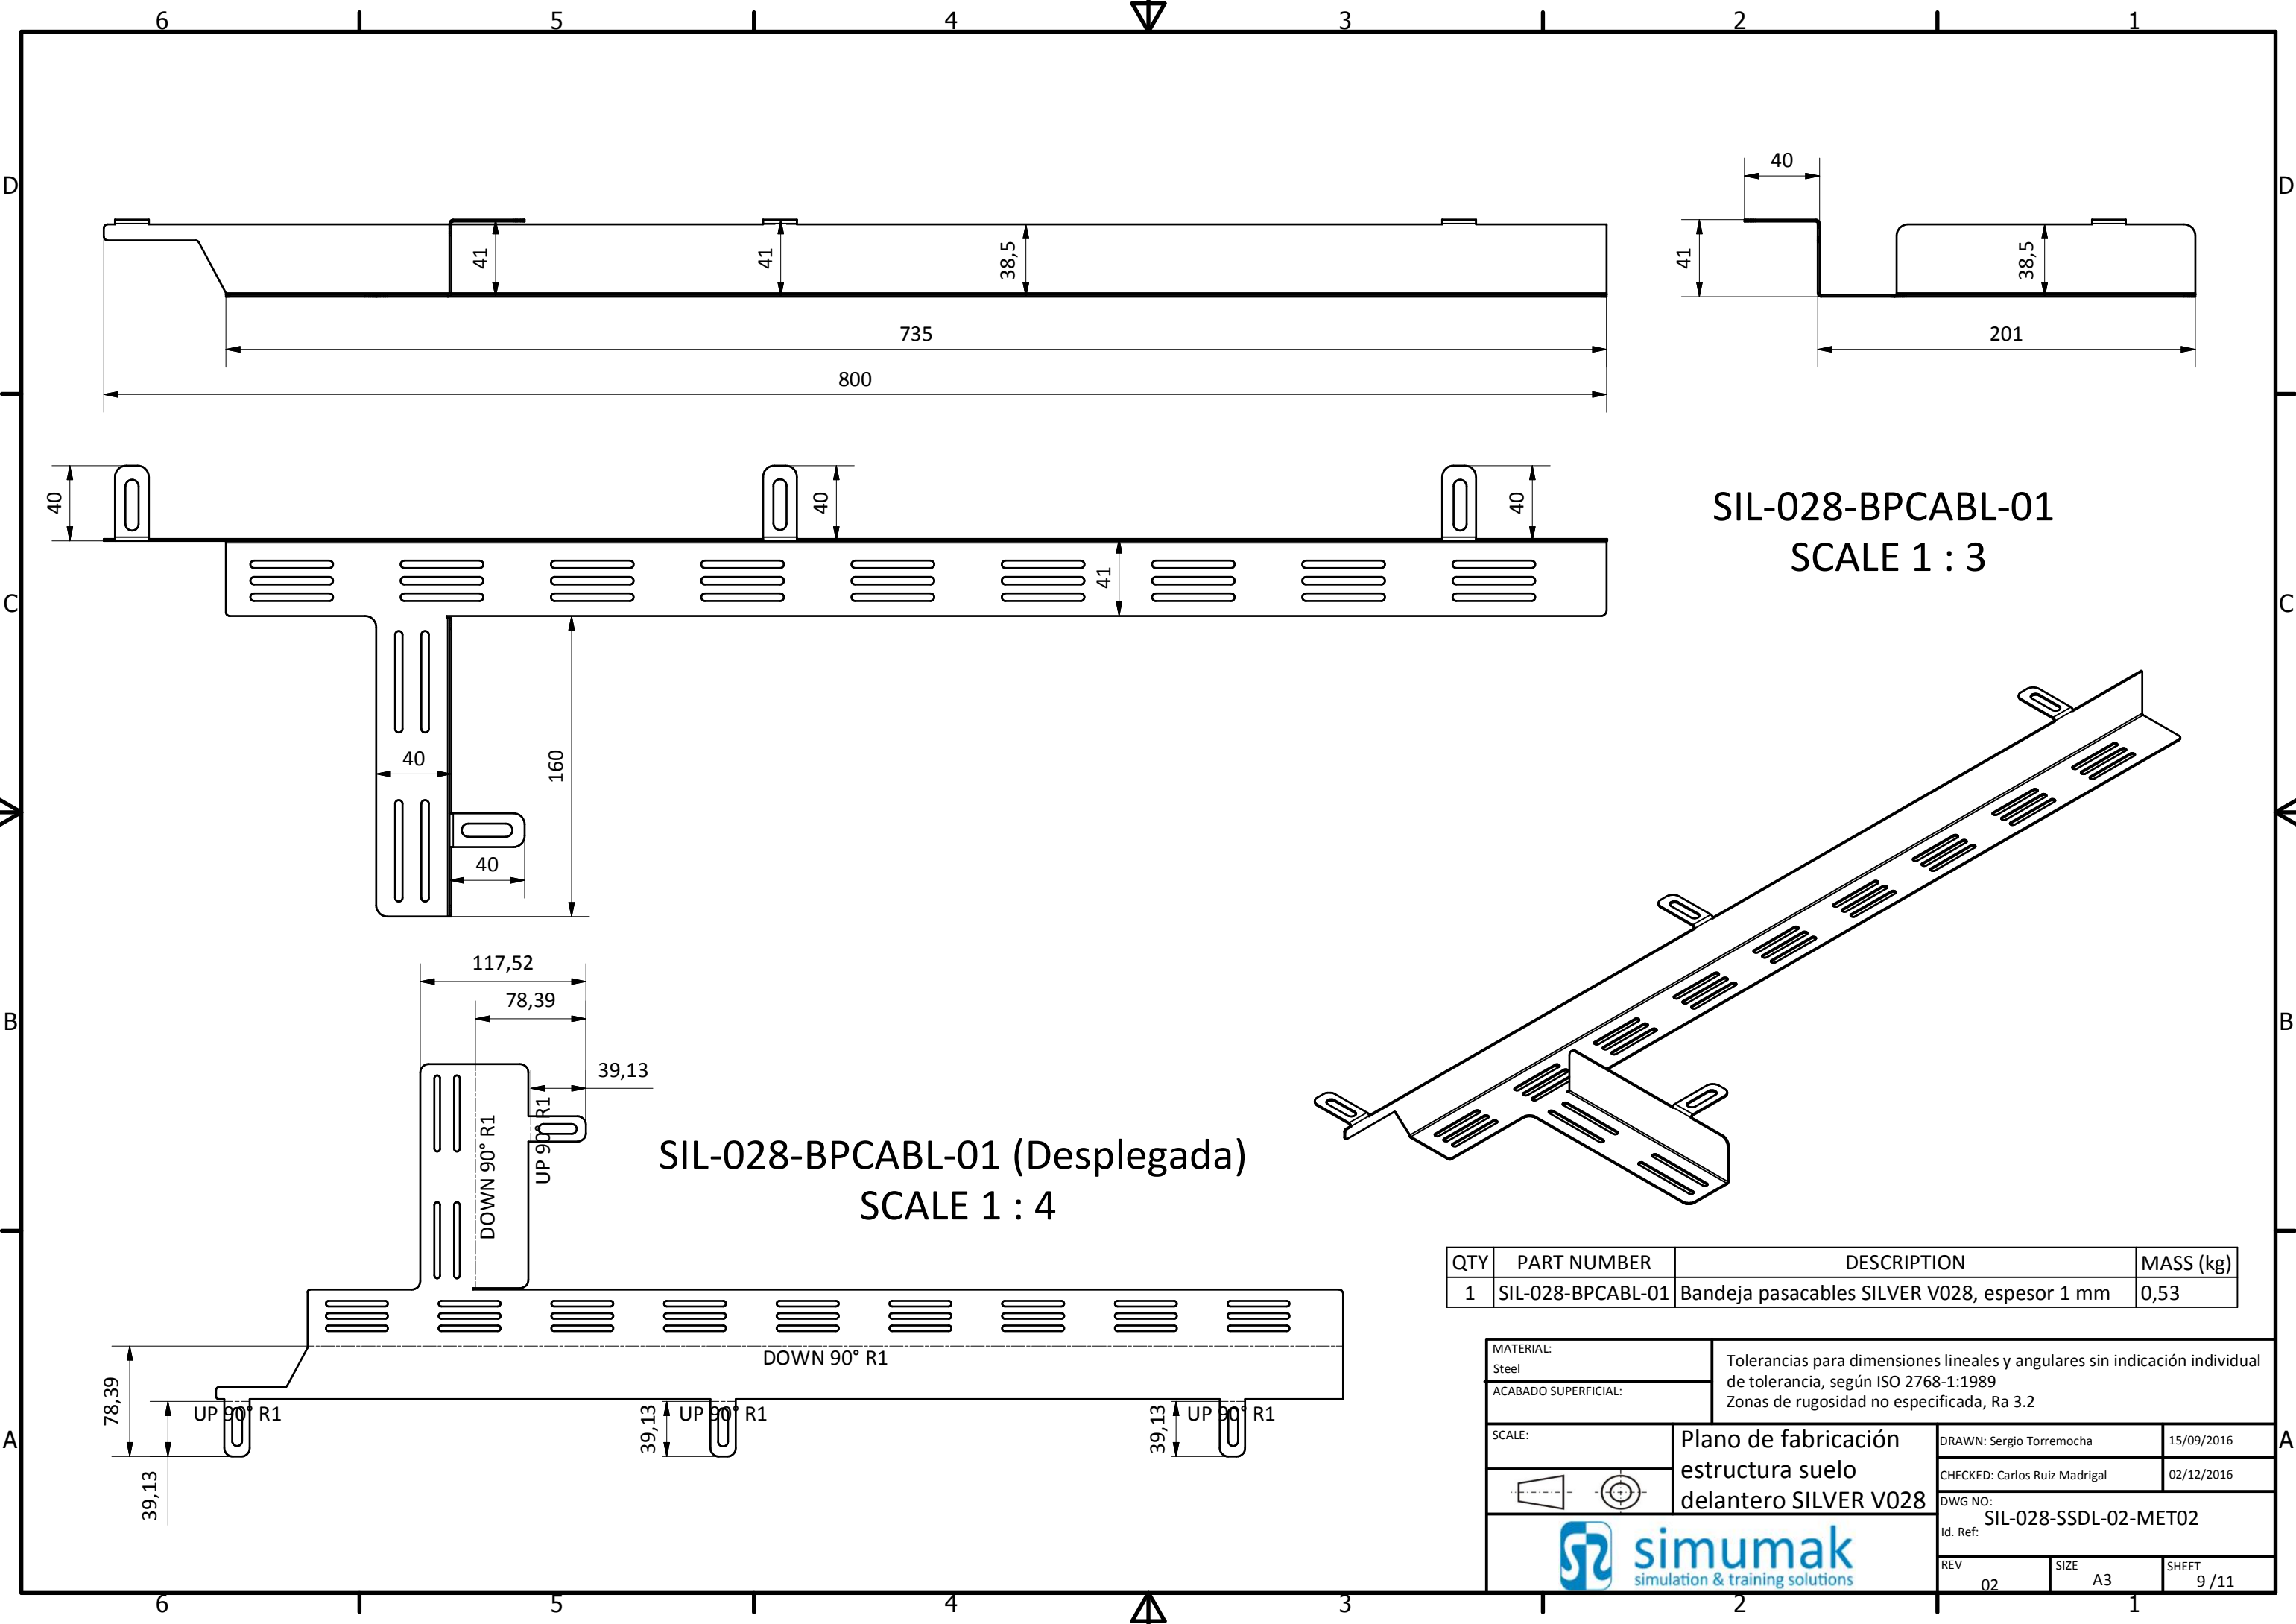 6 5 4 3 2 1
D D
40
41 41 38,5 41 38,5
735 201
800
40 40 40
SIL-028-BPCABL-01
SCALE 1 : 3
C C
41
40 160
40
117,52
78,39
B B
39,13
DOWN 90° R1
UP 90° R1
SIL-028-BPCABL-01 (Desplegada)
SCALE 1 : 4
DOWN 90° R1
78,39
39,13
UP 90° R1
39,13
UP 90° R1
39,13
UP 90° R1
QTY PART NUMBER DESCRIPTION MASS (kg)
1 SIL-028-BPCABL-01 Bandeja pasacables SILVER V028, espesor 1 mm 0,53
MATERIAL:
Steel
ACABADO SUPERFICIAL:
Tolerancias para dimensiones lineales y angulares sin indicación individual
de tolerancia, según ISO 2768-1:1989
Zonas de rugosidad no especificada, Ra 3.2
A A
SCALE:
Plano de fabricación
estructura suelo
delantero SILVER V028
DRAWN: Sergio Torremocha 15/09/2016
CHECKED: Carlos Ruiz Madrigal 02/12/2016
DWG NO:
SIL-028-SSDL-02-MET02
Id. Ref:
simumak
simulation & training solutions
REV
02
SIZE
A3
SHEET
9 /11
6 5 4 3 2 1